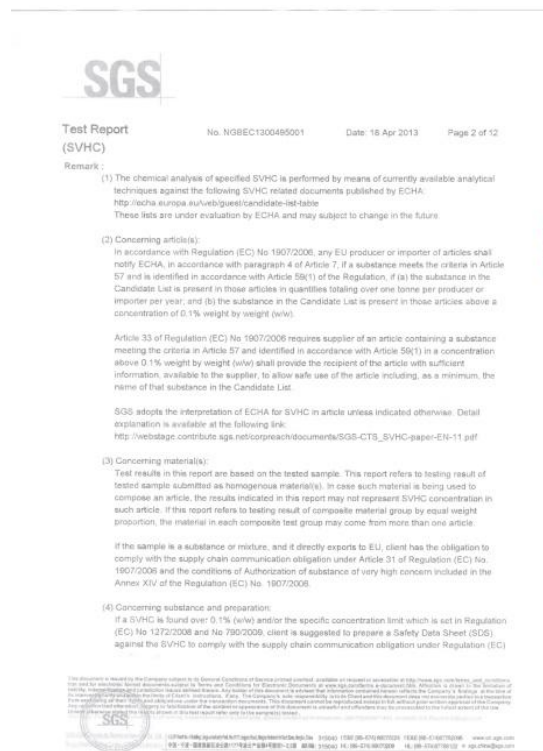 SGS
Test Report No. NGBEC1300495001 Date: 18 Apr 2013 Page 2 of 12
(SVHC)
Remark :
(1) The chemical analysis of specified SVHC is performed by means of currently available analytical
techniques against the following SVHC related documents published by ECHA:
http://echa.europa.eu/web/guest/candidate-list-table
These lists are under evaluation by ECHA and may subject to change in the future.
(2) Concerning article(s):
In accordance with Regulation (EC) No 1907/2006, any EU producer or importer of articles shall
notify ECHA, in accordance with paragraph 4 of Article 7, if a substance meets the criteria in Article
57 and is identified in accordance with Article 59(1) of the Regulation, if (a) the substance in the
Candidate List is present in those articles in quantities totaling over one tonne per producer or
importer per year; and (b) the substance in the Candidate List is present in those articles above a
concentration of 0.1% weight by weight (w/w).
Article 33 of Regulation (EC) No 1907/2006 requires supplier of an article containing a substance
meeting the criteria in Article 57 and identified in accordance with Article 59(1) in a concentration
above 0.1% weight by weight (w/w) shall provide the recipient of the article with sufficient
information, available to the supplier, to allow safe use of the article including, as a minimum, the
name of that substance in the Candidate List.
SGS adopts the interpretation of ECHA for SVHC in article unless indicated otherwise. Detail
explanation is available at the following link:
http://webstage.contribute.sgs.net/corpreach/documents/SGS-CTS_SVHC-paper-EN-11.pdf
(3) Concerning material(s):
Test results in this report are based on the tested sample. This report refers to testing result of
tested sample submitted as homogenous material(s). In case such material is being used to
compose an article, the results indicated in this report may not represent SVHC concentration in
such article. If this report refers to testing result of composite material group by equal weight
proportion, the material in each composite test group may come from more than one article.
If the sample is a substance or mixture, and it directly exports to EU, client has the obligation to
comply with the supply chain communication obligation under Article 31 of Regulation (EC) No.
1907/2006 and the conditions of Authorization of substance of very high concern included in the
Annex XIV of the Regulation (EC) No. 1907/2006.
(4) Concerning substance and preparation:
If a SVHC is found over 0.1% (w/w) and/or the specific concentration limit which is set in Regulation
(EC) No 1272/2008 and No 790/2009, client is suggested to prepare a Safety Data Sheet (SDS)
against the SVHC to comply with the supply chain communication obligation under Regulation (EC)
SGS